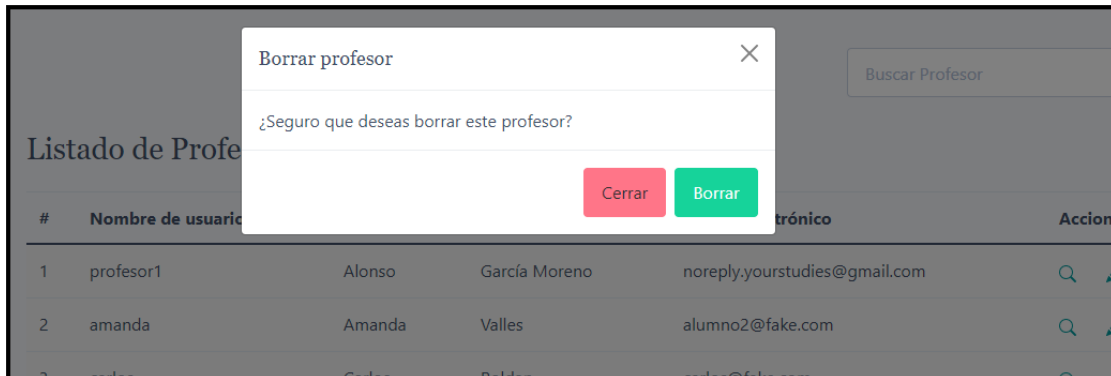 Borrar profesor
Buscar Profesor
¿Seguro que deseas borrar este profesor?
Listado de Profe
Cerrar Borrar
# Nombre de usuario trónico Accion
1 profesor1 Alonso García Moreno noreply.yourstudies@gmail.com
2 amanda Amanda Valles alumno2@fake.com